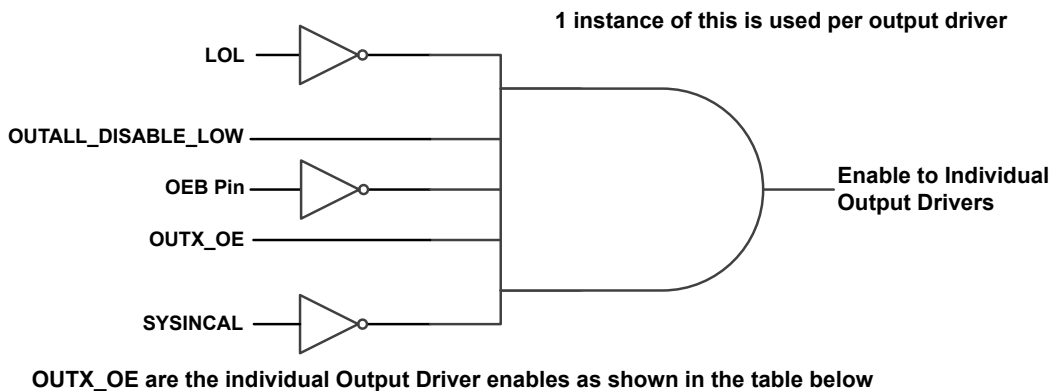 1 instance of this is used per output driver
LOL
OUTALL_DISABLE_LOW
OEB Pin
Enable to Individual
Output Drivers
OUTX_OE
SYSINCAL
OUTX_OE are the individual Output Driver enables as shown in the table below